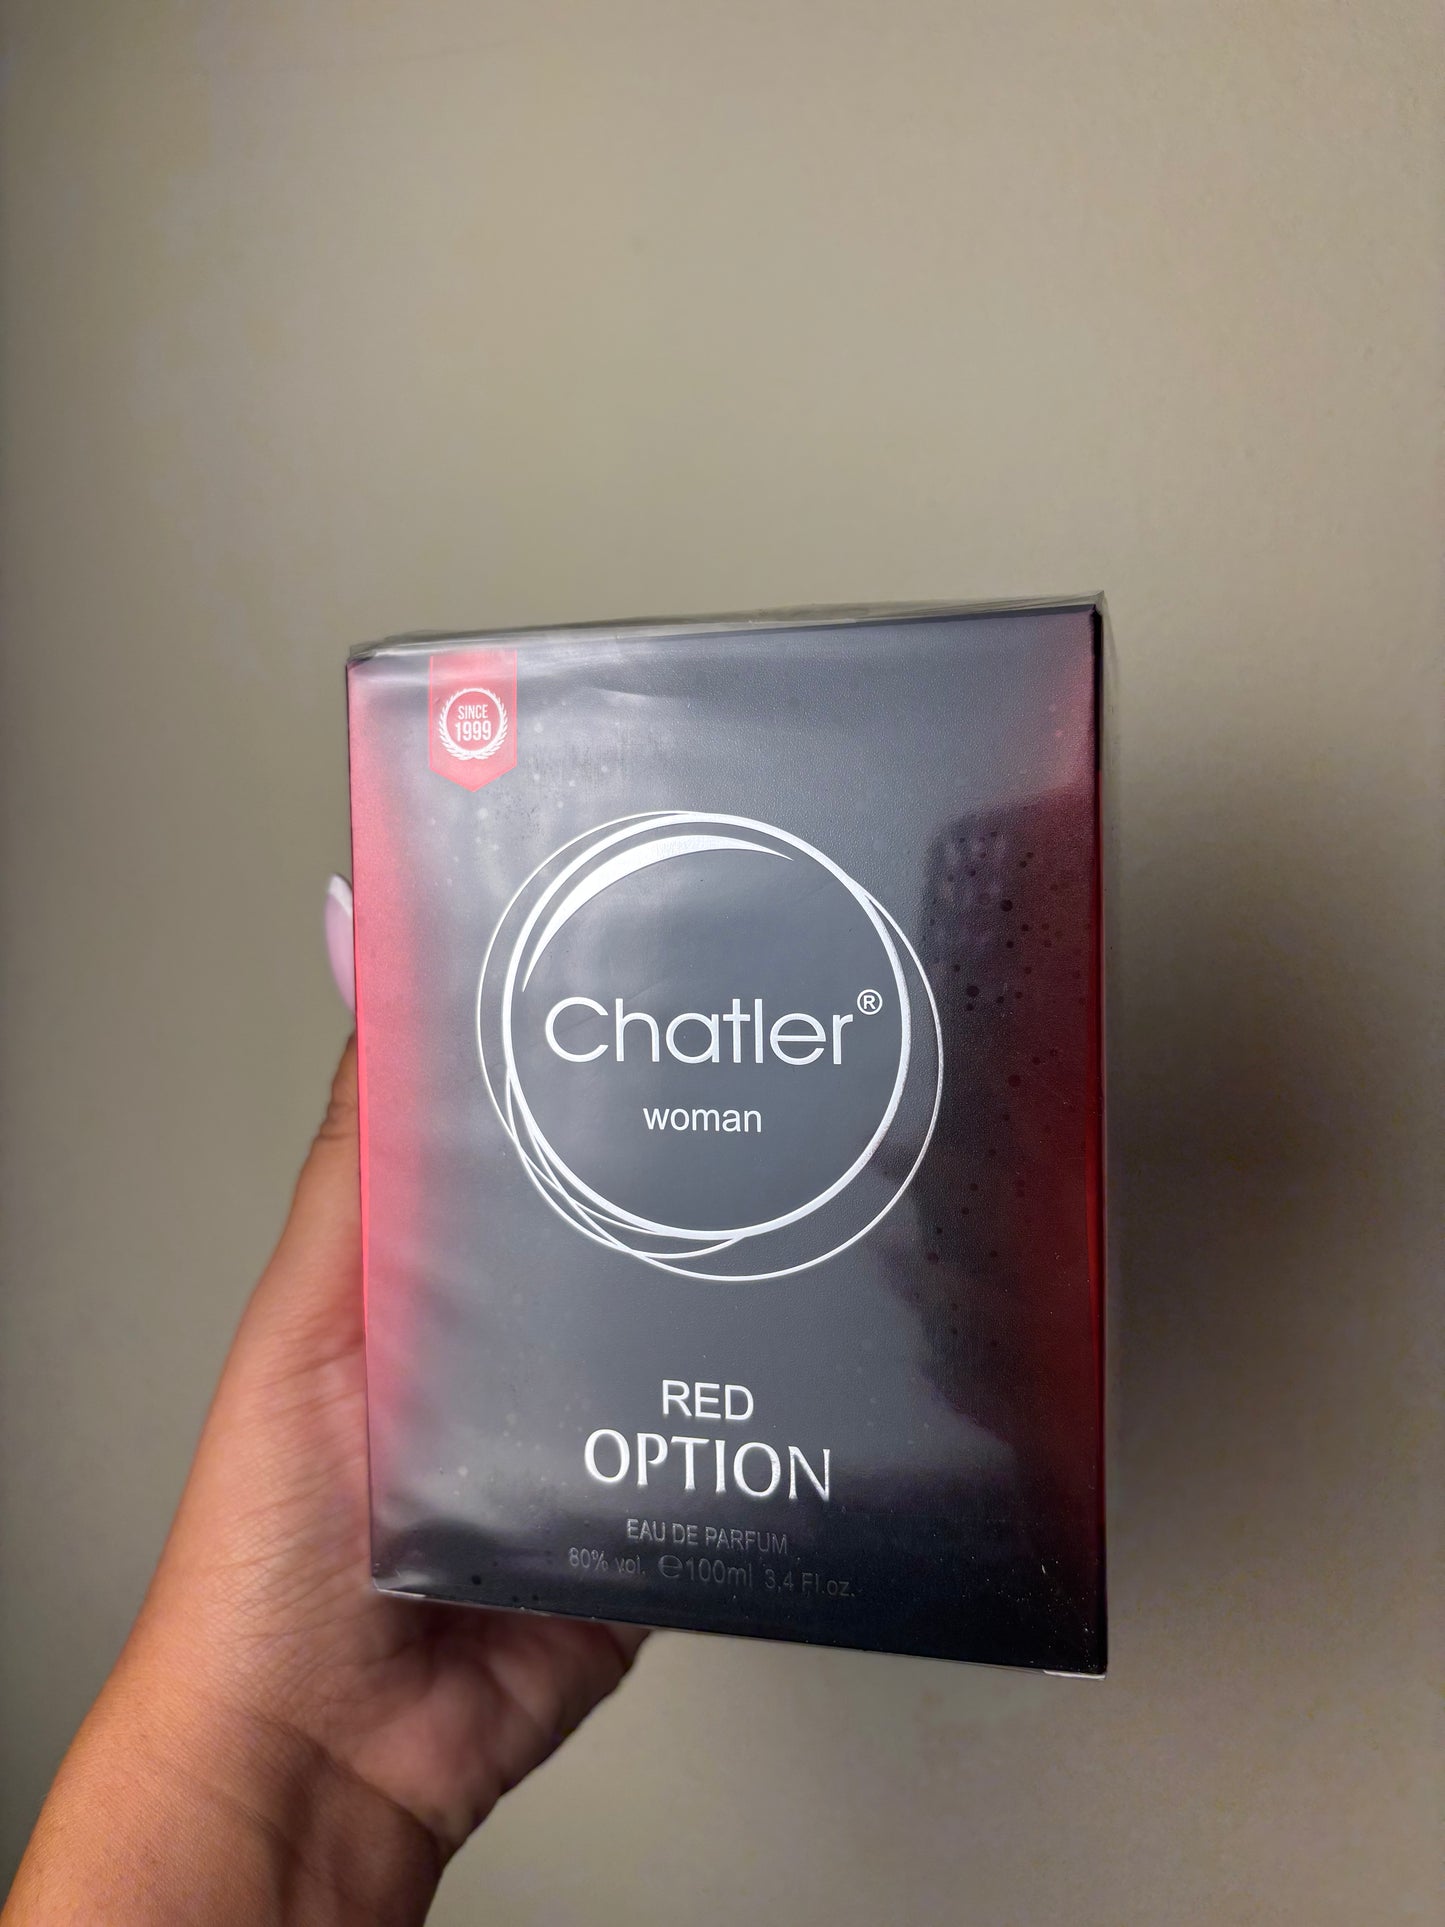 SINCE
1999
Chatler®
woman
RED
OPTION
EAU DE PARFUM
80% vol. ℮100ml 3,4 Fl.oz.